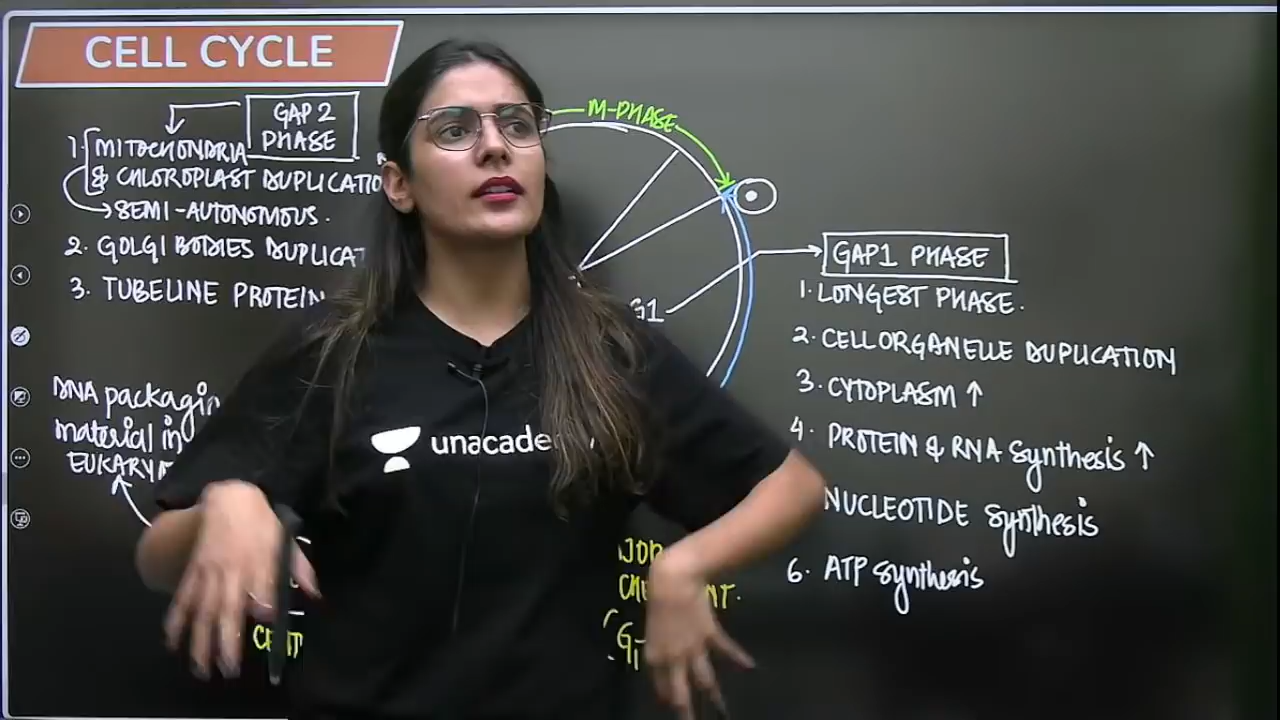 CELL CYCLE
GAP 2
PHASE
1. MITOCHONDRIA
& CHLOROPLAST DUPLICATIO
SEMI-AUTONOMOUS.
2. GOLGI BODIES DUPLICAT
3. TUBELINE PROTEIN
DNA packagin
material in
EUKARY
M-PHASE
G1
GAP1 PHASE
1. LONGEST PHASE.
2. CELLORGANELLE DUPLICATION
3. CYTOPLASM ↑
4. PROTEIN & RNA Synthesis ↑
NUCLEOTIDE Synthesis
6. ATP Synthesis
unacade
G1